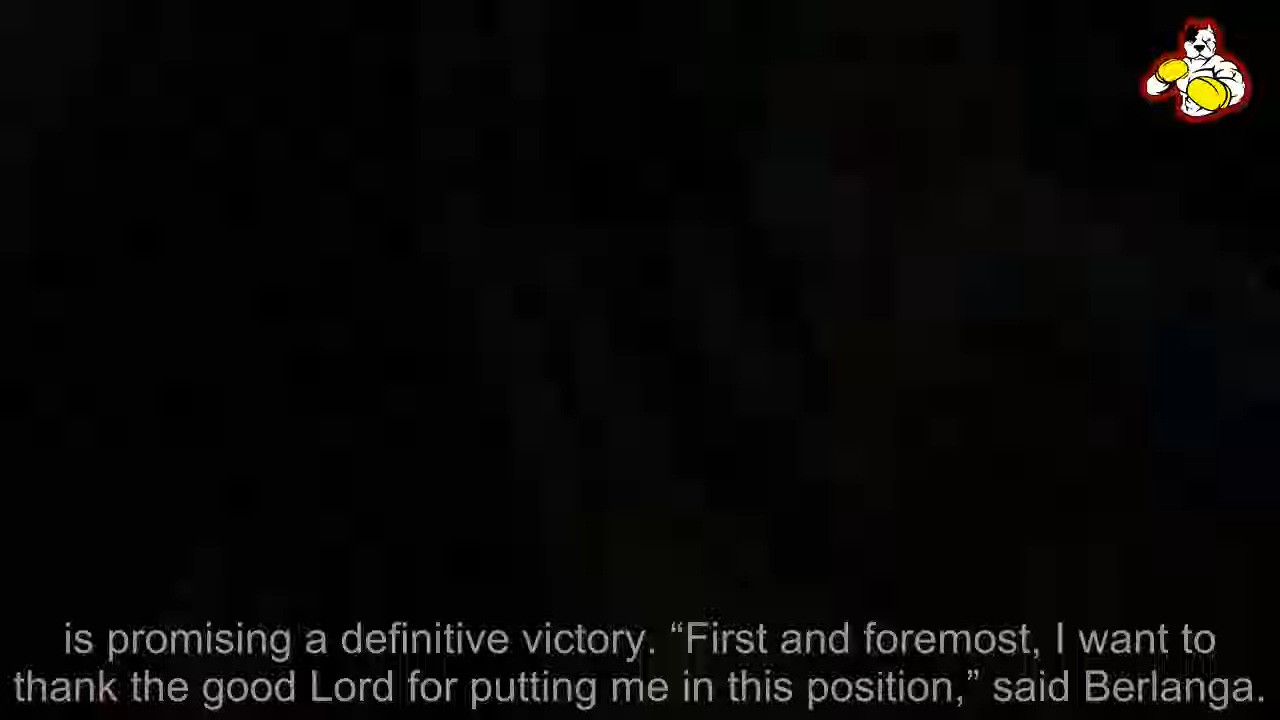 is promising a definitive victory. “First and foremost, I want to
thank the good Lord for putting me in this position,” said Berlanga.